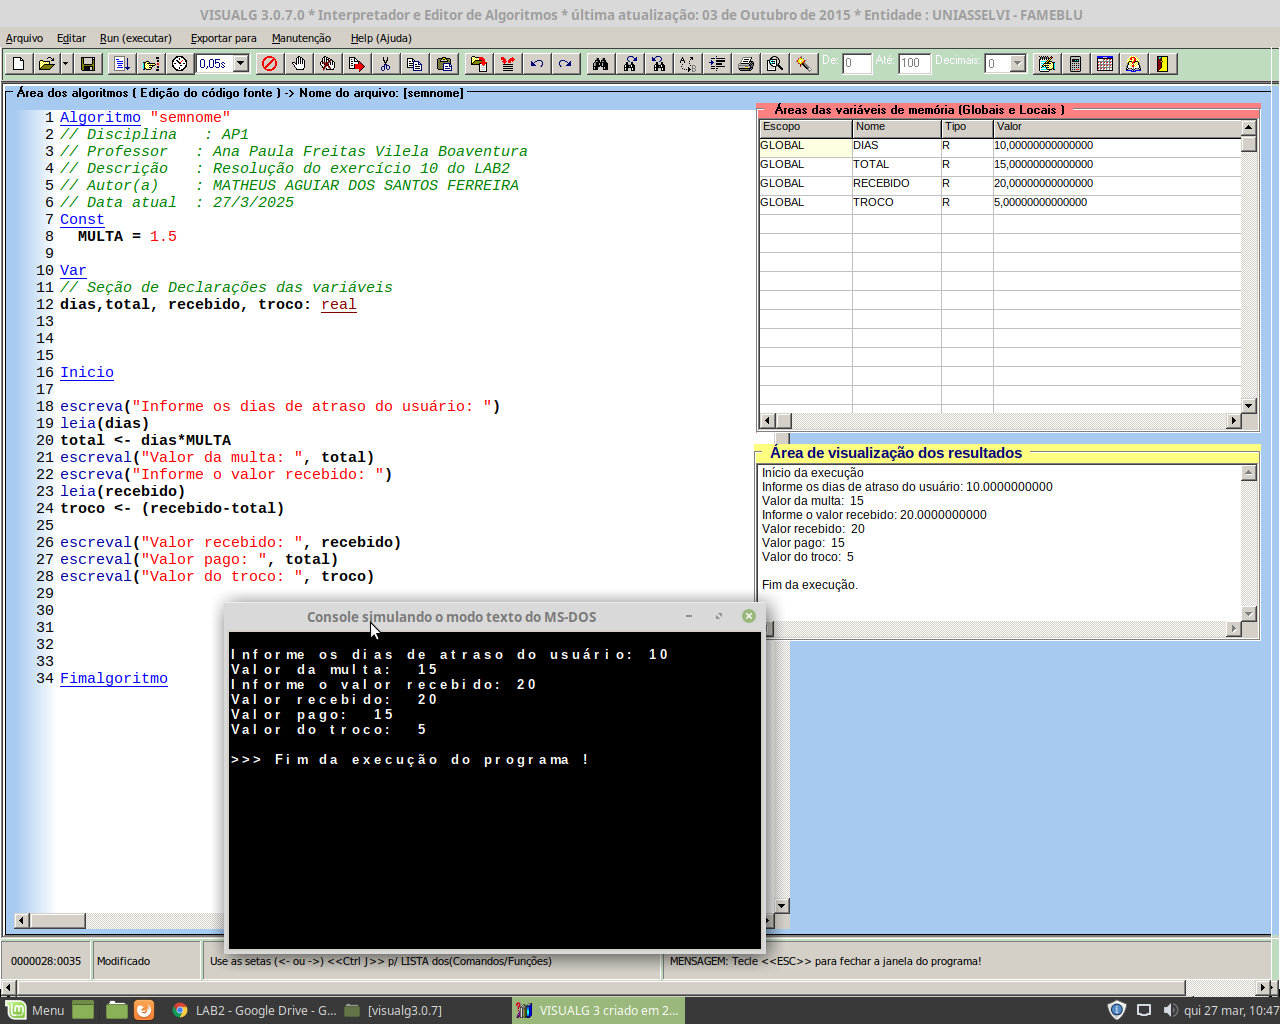 VISUALG 3.0.7.0 * Interpretador e Editor de Algoritmos * última atualização: 03 de Outubro de 2015 * Entidade : UNIASSELVI - FAMEBLU
Arquivo Editar Run (executar) Exportar para Manutenção Help (Ajuda)
0,05s De: 0 Até: 100 Decimais: 0
Área dos algoritmos ( Edição do código fonte ) -> Nome do arquivo: [semnome]
1 Algoritmo "semnome"
2 // Disciplina : AP1
3 // Professor : Ana Paula Freitas Vilela Boaventura
4 // Descrição : Resolução do exercício 10 do LAB2
5 // Autor(a) : MATHEUS AGUIAR DOS SANTOS FERREIRA
6 // Data atual : 27/3/2025
7 Const
8 MULTA = 1.5
9
10 Var
11 // Seção de Declarações das variáveis
12 dias,total, recebido, troco: real
13
14
15
16 Inicio
17
18 escreva("Informe os dias de atraso do usuário: ")
19 leia(dias)
20 total <- dias*MULTA
21 escreval("Valor da multa: ", total)
22 escreva("Informe o valor recebido: ")
23 leia(recebido)
24 troco <- (recebido-total)
25
26 escreval("Valor recebido: ", recebido)
27 escreval("Valor pago: ", total)
28 escreval("Valor do troco: ", troco)
29
30
31
32
33
34 Fimalgoritmo
Áreas das variáveis de memória (Globais e Locais )
Escopo Nome Tipo Valor
GLOBAL DIAS R 10,00000000000000
GLOBAL TOTAL R 15,00000000000000
GLOBAL RECEBIDO R 20,00000000000000
GLOBAL TROCO R 5,00000000000000
Área de visualização dos resultados
Início da execução
Informe os dias de atraso do usuário: 10.0000000000
Valor da multa: 15
Informe o valor recebido: 20.0000000000
Valor recebido: 20
Valor pago: 15
Valor do troco: 5
Fim da execução.
Console simulando o modo texto do MS-DOS
Informe os dias de atraso do usuário: 10
Valor da multa: 15
Informe o valor recebido: 20
Valor recebido: 20
Valor pago: 15
Valor do troco: 5
>>> Fim da execução do programa !
0000028:0035 Modificado Use as setas (<- ou ->) <<Ctrl J>> p/ LISTA dos(Comandos/Funções) MENSAGEM: Tecle <<ESC>> para fechar a janela do programa!
Menu LAB2 - Google Drive - G... [visualg3.0.7] VISUALG 3 criado em 2... qui 27 mar, 10:47